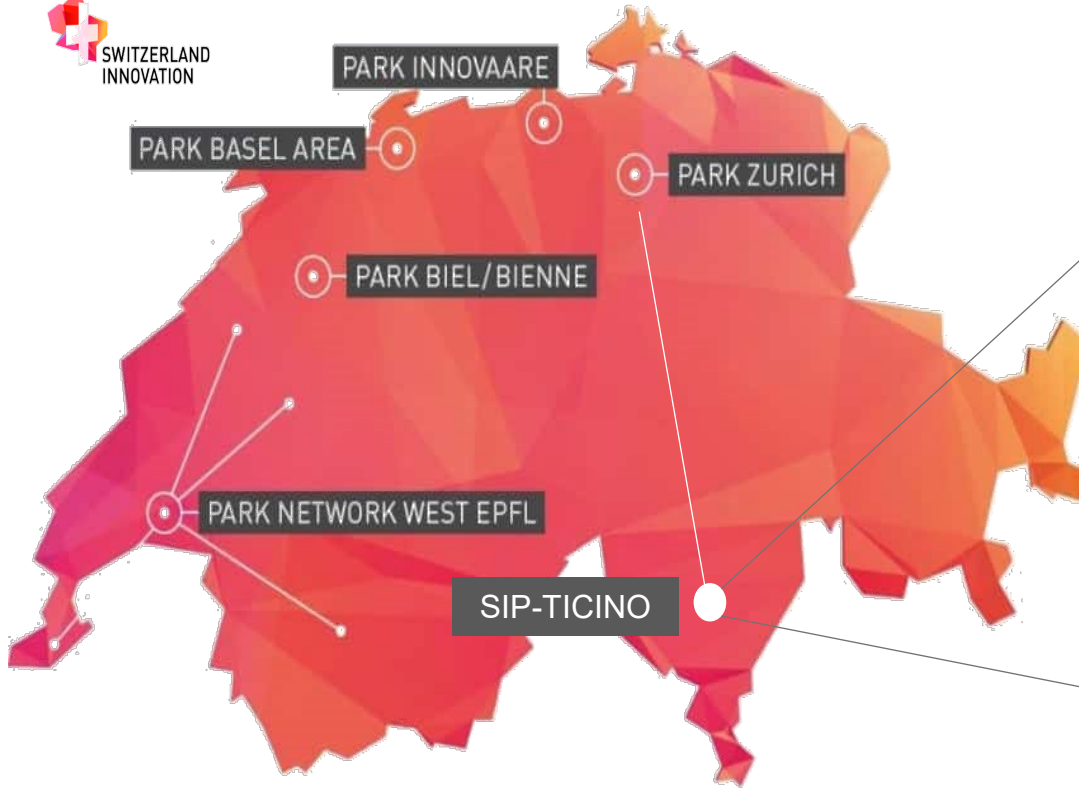 SWITZERLAND
INNOVATION
PARK INNOVAARE
PARK BASEL AREA
PARK ZURICH
PARK BIEL/BIENNE
PARK NETWORK WEST EPFL
SIP-TICINO